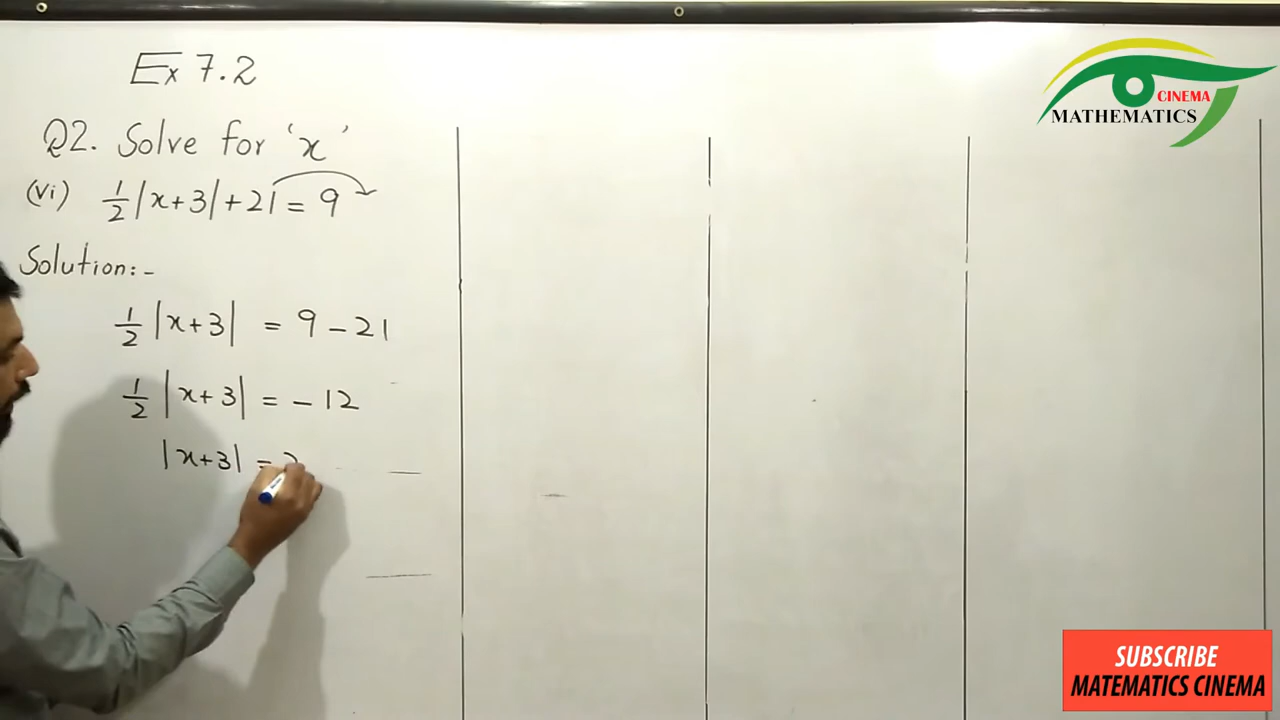 Ex 7.2
Q2. Solve for 'x'
(vi) 1/2 |x+3| + 21 = 9
Solution:-
1/2 |x+3| = 9 - 21
1/2 |x+3| = - 12
|x+3| =
CINEMA
MATHEMATICS
SUBSCRIBE
MATEMATICS CINEMA